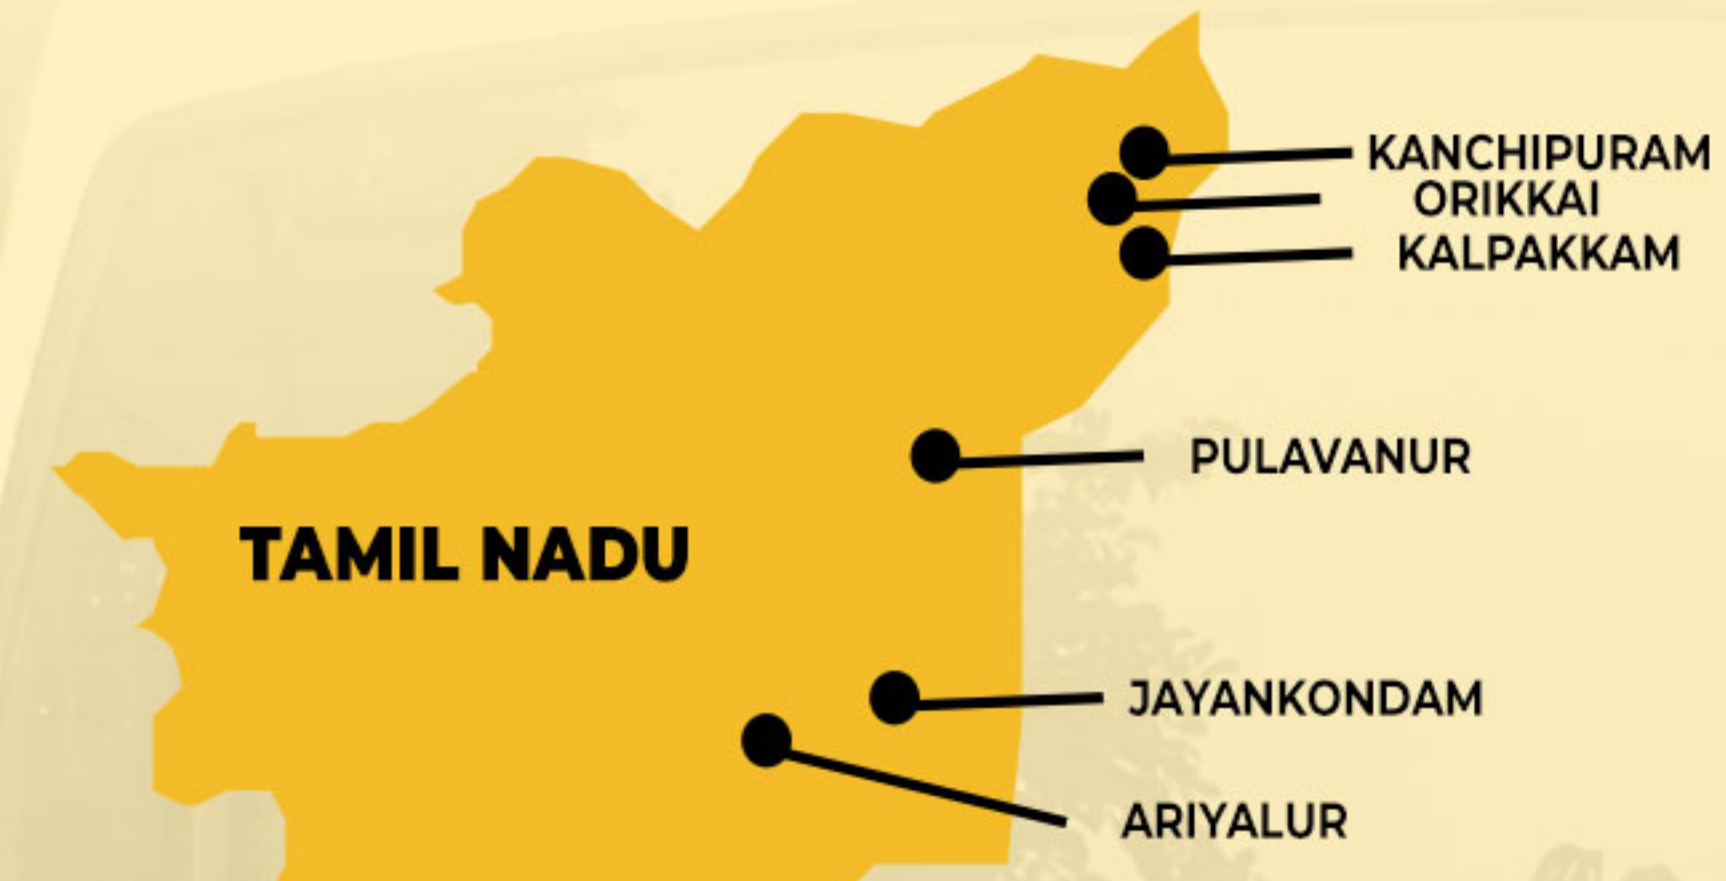 KANCHIPURAM
ORIKKAI
KALPAKKAM
PULAVANUR
TAMIL NADU
JAYANKONDAM
ARIYALUR